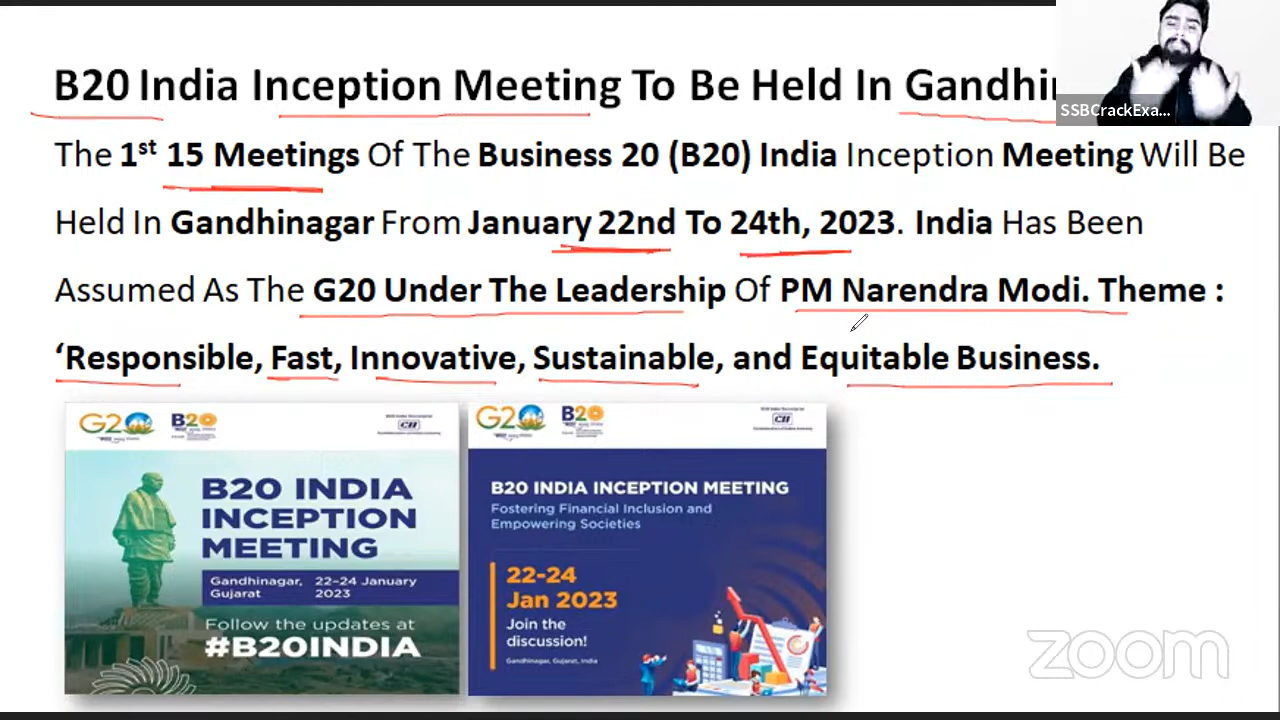 B20 India Inception Meeting To Be Held In Gandhin
SSBCrackExa...
The 1st 15 Meetings Of The Business 20 (B20) India Inception Meeting Will Be
Held In Gandhinagar From January 22nd To 24th, 2023. India Has Been
Assumed As The G20 Under The Leadership Of PM Narendra Modi. Theme :
‘Responsible, Fast, Innovative, Sustainable, and Equitable Business.
G20 B20
CII
B20 INDIA
INCEPTION
MEETING
Gandhinagar, 22–24 January
Gujarat 2023
Follow the updates at
#B20INDIA
G20 B20
CII
B20 INDIA INCEPTION MEETING
Fostering Financial Inclusion and
Empowering Societies
22-24
Jan 2023
Join the
discussion!
Gandhinagar, Gujarat, India
zoom